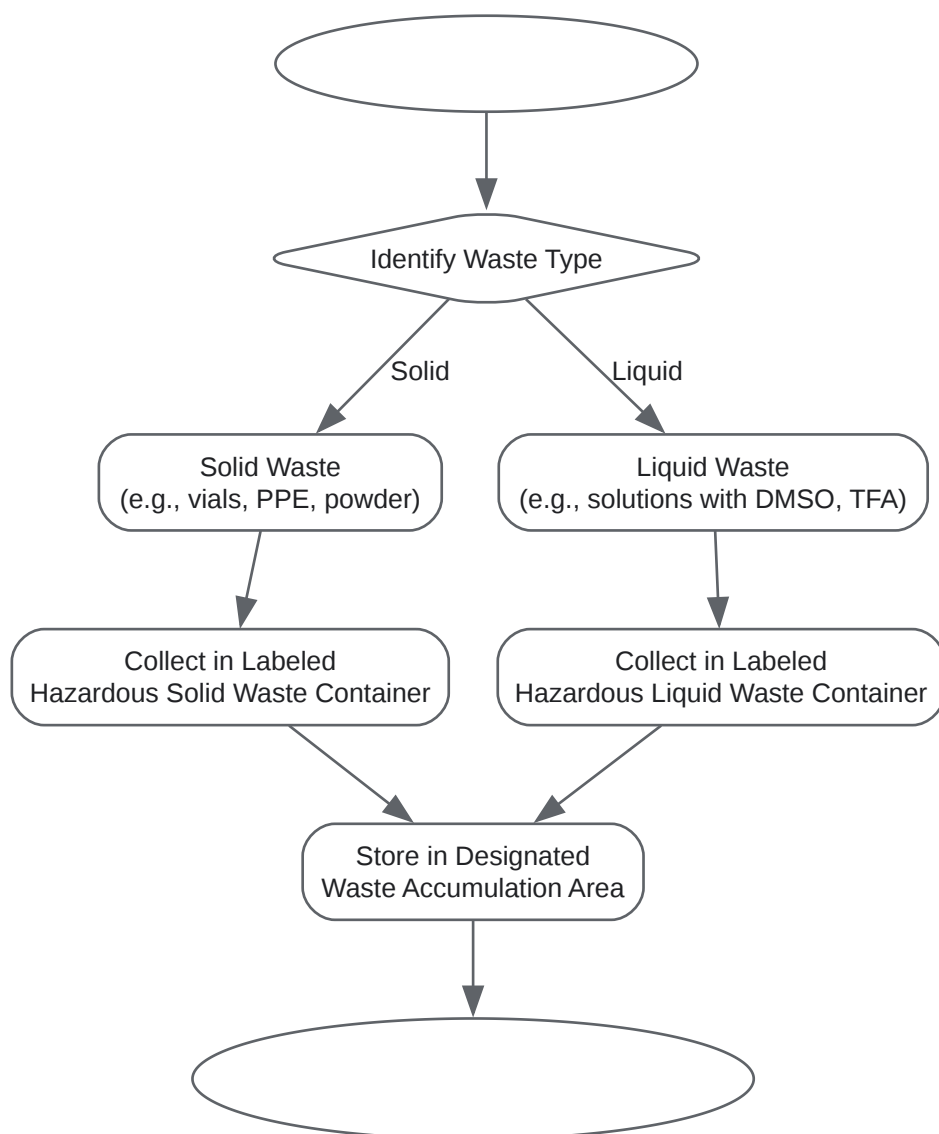 Identify Waste Type
Solid
Liquid
Solid Waste
(e.g., vials, PPE, powder)
Liquid Waste
(e.g., solutions with DMSO, TFA)
Collect in Labeled
Hazardous Solid Waste Container
Collect in Labeled
Hazardous Liquid Waste Container
Store in Designated
Waste Accumulation Area